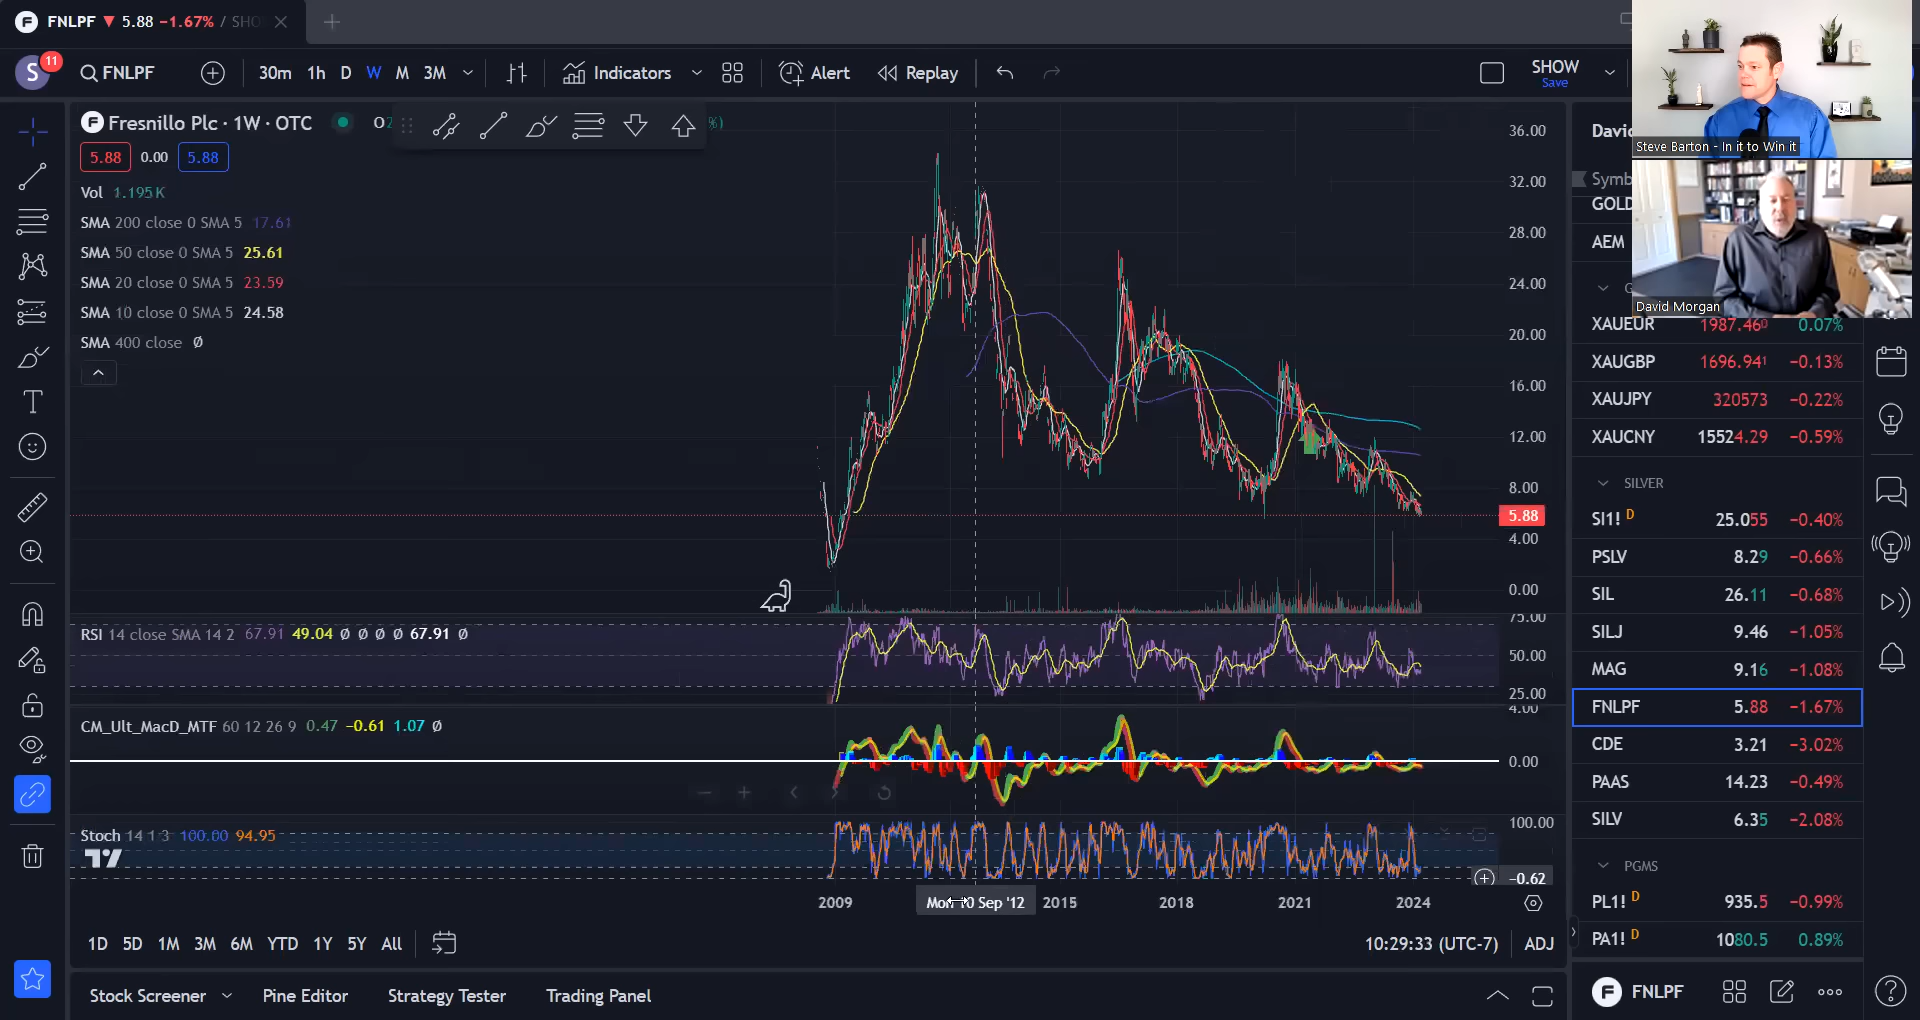 FNLPF ▼ 5.88 −1.67% / SHO
S 11 FNLPF 30m 1h D W M 3M Indicators Alert Replay SHOW
Save
Fresnillo Plc · 1W · OTC
5.88 0.00 5.88
Vol 1.195K
SMA 200 close 0 SMA 5 17.61
SMA 50 close 0 SMA 5 25.61
SMA 20 close 0 SMA 5 23.59
SMA 10 close 0 SMA 5 24.58
SMA 400 close Ø
36.00
32.00
28.00
24.00
20.00
16.00
12.00
8.00
5.88
4.00
0.00
RSI 14 close SMA 14 2 67.91 49.04 Ø Ø Ø Ø 67.91 Ø
75.00
50.00
25.00
CM_Ult_MacD_MTF 60 12 26 9 0.47 −0.61 1.07 Ø
4.00
0.00
Stoch 14 1 3 100.00 94.95
100.00
−0.62
2009 Mon 10 Sep '12 2015 2018 2021 2024
1D 5D 1M 3M 6M YTD 1Y 5Y All
10:29:33 (UTC-7) ADJ
Stock Screener Pine Editor Strategy Tester Trading Panel
Steve Barton - In it to Win it
David Morgan
Davi
Symb
GOLD
AEM
G
XAUEUR 1987.46 0.07%
XAUGBP 1696.941 −0.13%
XAUJPY 320573 −0.22%
XAUCNY 15524.29 −0.59%
SILVER
SI1! D 25.055 −0.40%
PSLV 8.29 −0.66%
SIL 26.11 −0.68%
SILJ 9.46 −1.05%
MAG 9.16 −1.08%
FNLPF 5.88 −1.67%
CDE 3.21 −3.02%
PAAS 14.23 −0.49%
SILV 6.35 −2.08%
PGMS
PL1! D 935.5 −0.99%
PA1! D 1080.5 0.89%
FNLPF